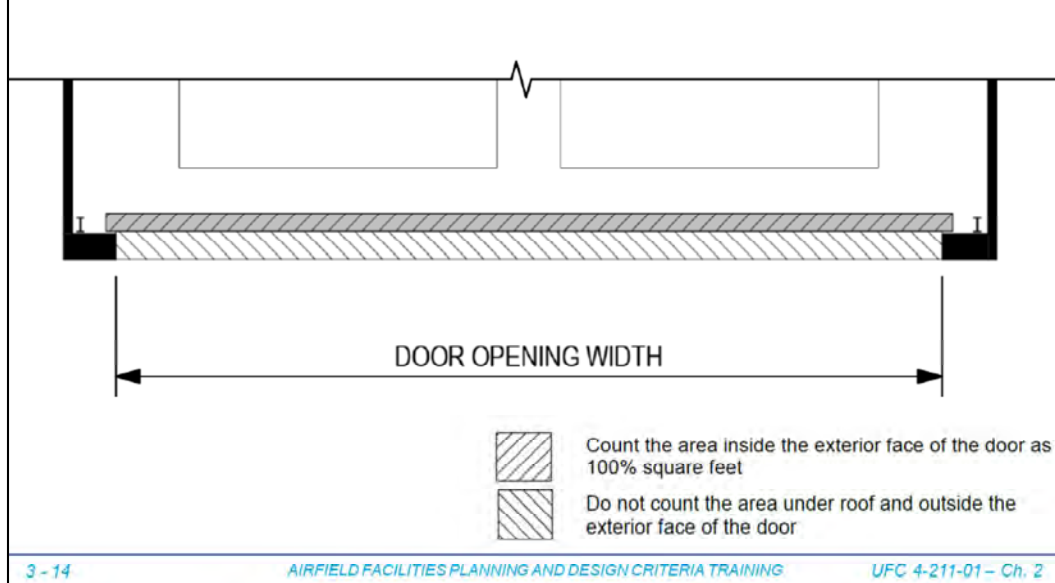 DOOR OPENING WIDTH
Count the area inside the exterior face of the door as
100% square feet
Do not count the area under roof and outside the
exterior face of the door
3 - 14
AIRFIELD FACILITIES PLANNING AND DESIGN CRITERIA TRAINING
UFC 4-211-01 – Ch. 2